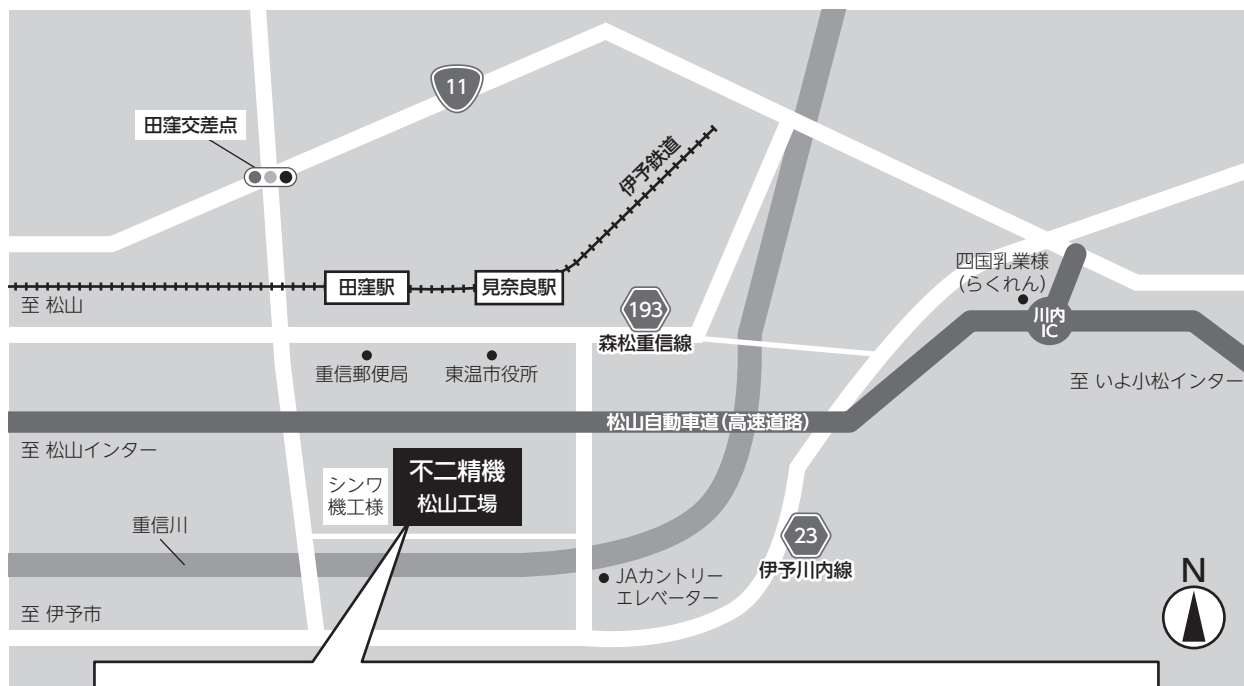 11
田窪交差点
伊予鉄道
四国乳業様
(らくれん)
田窪駅
見奈良駅
至 松山
193
森松重信線
川内
IC
重信郵便局
東温市役所
至 いよ小松インター
松山自動車道(高速道路)
至 松山インター
不二精機
松山工場
シンワ
機工様
重信川
23
伊予川内線
JAカントリー
エレベーター
N
至 伊予市